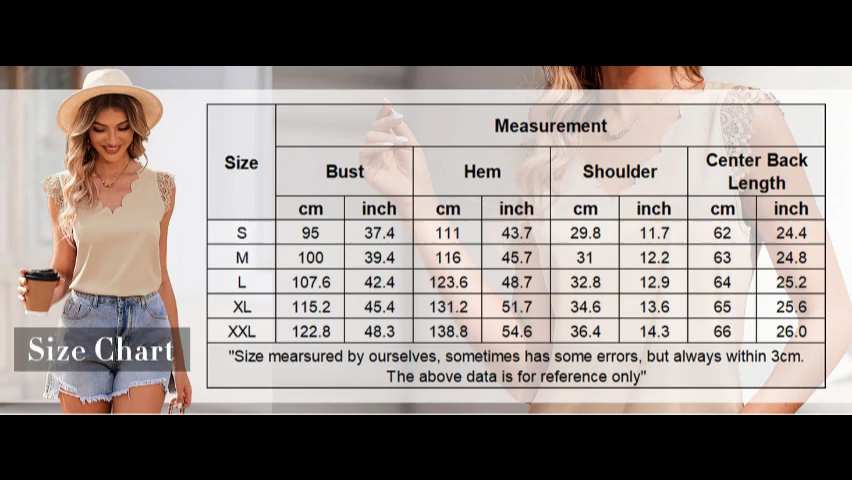 Measurement
Size
Bust Hem Shoulder Center Back Length
cm inch cm inch cm inch cm inch
S 95 37.4 111 43.7 29.8 11.7 62 24.4
M 100 39.4 116 45.7 31 12.2 63 24.8
L 107.6 42.4 123.6 48.7 32.8 12.9 64 25.2
XL 115.2 45.4 131.2 51.7 34.6 13.6 65 25.6
XXL 122.8 48.3 138.8 54.6 36.4 14.3 66 26.0
"Size mearsured by ourselves, sometimes has some errors, but always within 3cm.
The above data is for reference only"
Size Chart